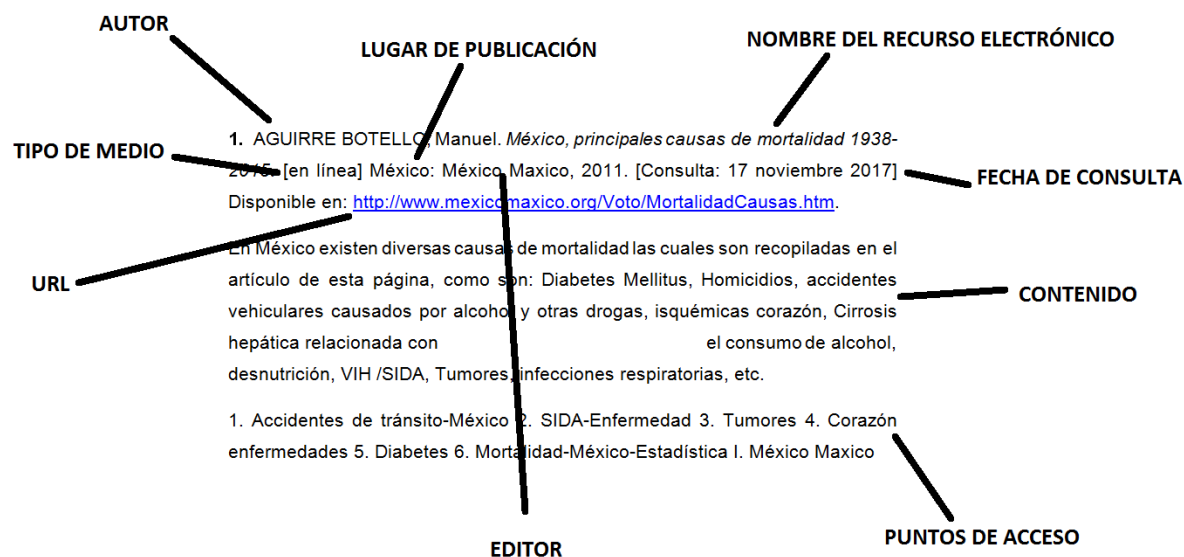 AUTOR
LUGAR DE PUBLICACIÓN
NOMBRE DEL RECURSO ELECTRÓNICO
1. AGUIRRE BOTELLO, Manuel. México, principales causas de mortalidad 1938-
TIPO DE MEDIO
2015. [en línea] México: México Maxico, 2011. [Consulta: 17 noviembre 2017]
FECHA DE CONSULTA
Disponible en: http://www.mexicomaxico.org/Voto/MortalidadCausas.htm.
En México existen diversas causas de mortalidad las cuales son recopiladas en el
URL
artículo de esta página, como son: Diabetes Mellitus, Homicidios, accidentes
CONTENIDO
vehiculares causados por alcohol y otras drogas, isquémicas corazón, Cirrosis
hepática relacionada con el consumo de alcohol,
desnutrición, VIH /SIDA, Tumores, infecciones respiratorias, etc.
1. Accidentes de tránsito-México 2. SIDA-Enfermedad 3. Tumores 4. Corazón
enfermedades 5. Diabetes 6. Mortalidad-México-Estadística I. México Maxico
PUNTOS DE ACCESO
EDITOR